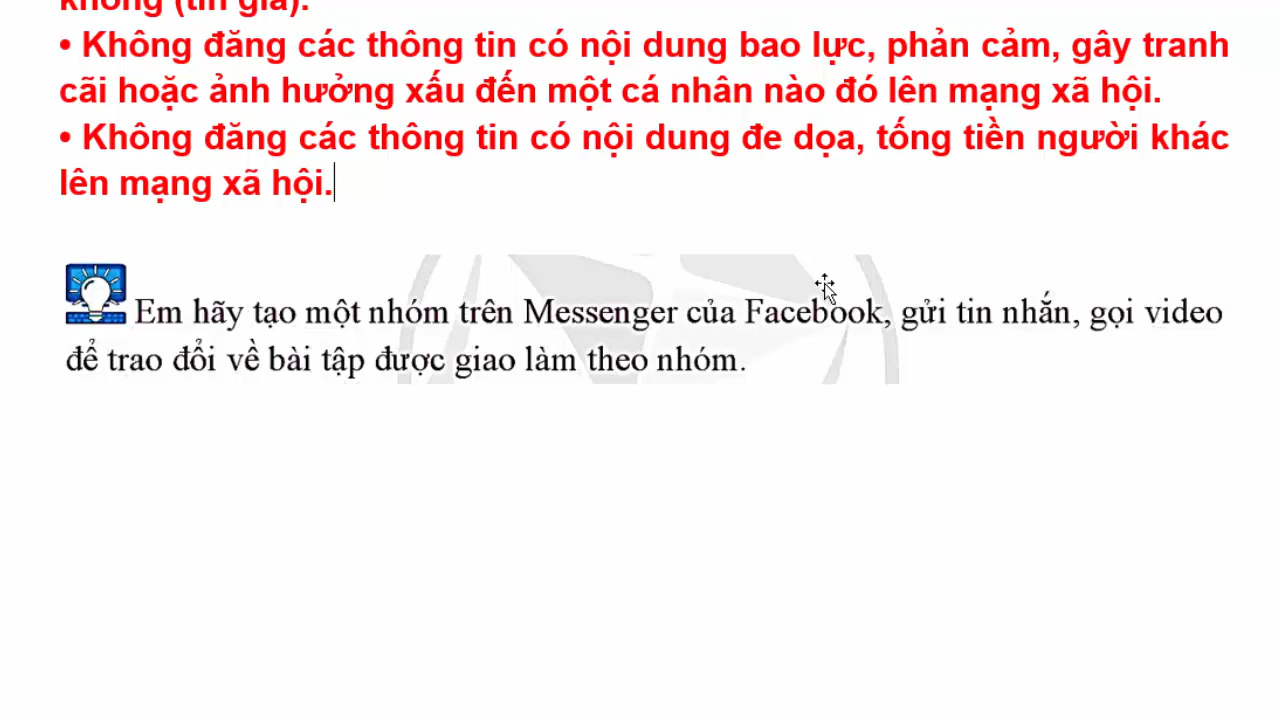 không (tin giả).
• Không đăng các thông tin có nội dung bao lực, phản cảm, gây tranh
cãi hoặc ảnh hưởng xấu đến một cá nhân nào đó lên mạng xã hội.
• Không đăng các thông tin có nội dung đe dọa, tống tiền người khác
lên mạng xã hội.
Em hãy tạo một nhóm trên Messenger của Facebook, gửi tin nhắn, gọi video
để trao đổi về bài tập được giao làm theo nhóm.